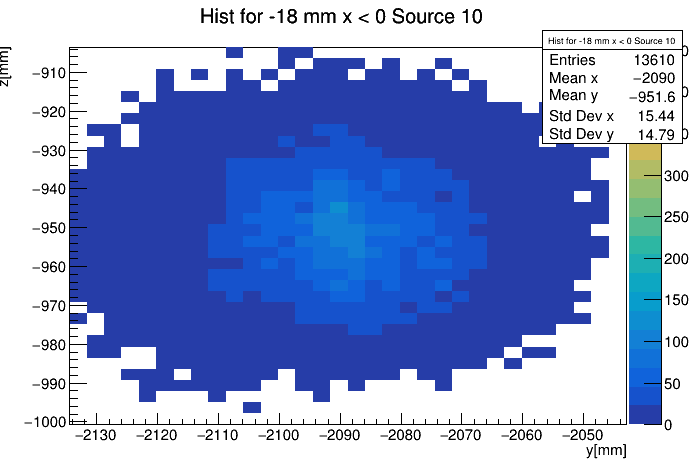 Hist for -18 mm x < 0 Source 10
z[mm]
Hist for -18 mm x < 0 Source 10
Entries 13610
Mean x −2090
Mean y −951.6
Std Dev x 15.44
Std Dev y 14.79
−910
−920
−930
−940
−950
−960
−970
−980
−990
−1000
−2130 −2120 −2110 −2100 −2090 −2080 −2070 −2060 −2050
y[mm]
300
250
200
150
100
50
0